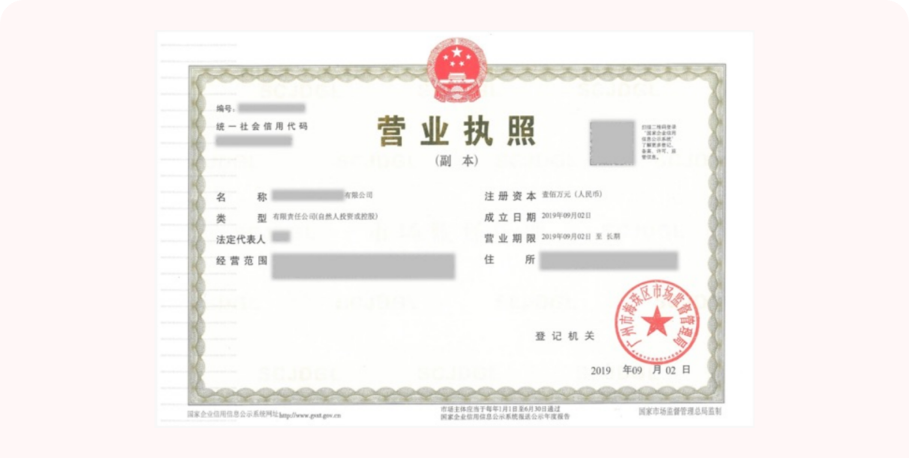 编号
统一社会信用代码
营业执照
(副 本)
扫描二维码登录
"国家企业信用
信息公示系统"
了解更多登记、
备案、许可、监
管信息。
名 称 有限公司
类 型 有限责任公司(自然人投资或控股)
法定代表人
经营范围
注册资本 壹佰万元（人民币）
成立日期 2019年09月02日
营业期限 2019年09月02日 至 长期
住 所
登记机关
广州市海珠区市场监督管理局
2019 年09 月 02 日
国家企业信用信息公示系统网址http://www.gsxt.gov.cn
市场主体应当于每年1月1日至6月30日通过
国家企业信用信息公示系统报送公示年度报告
国家市场监督管理总局监制